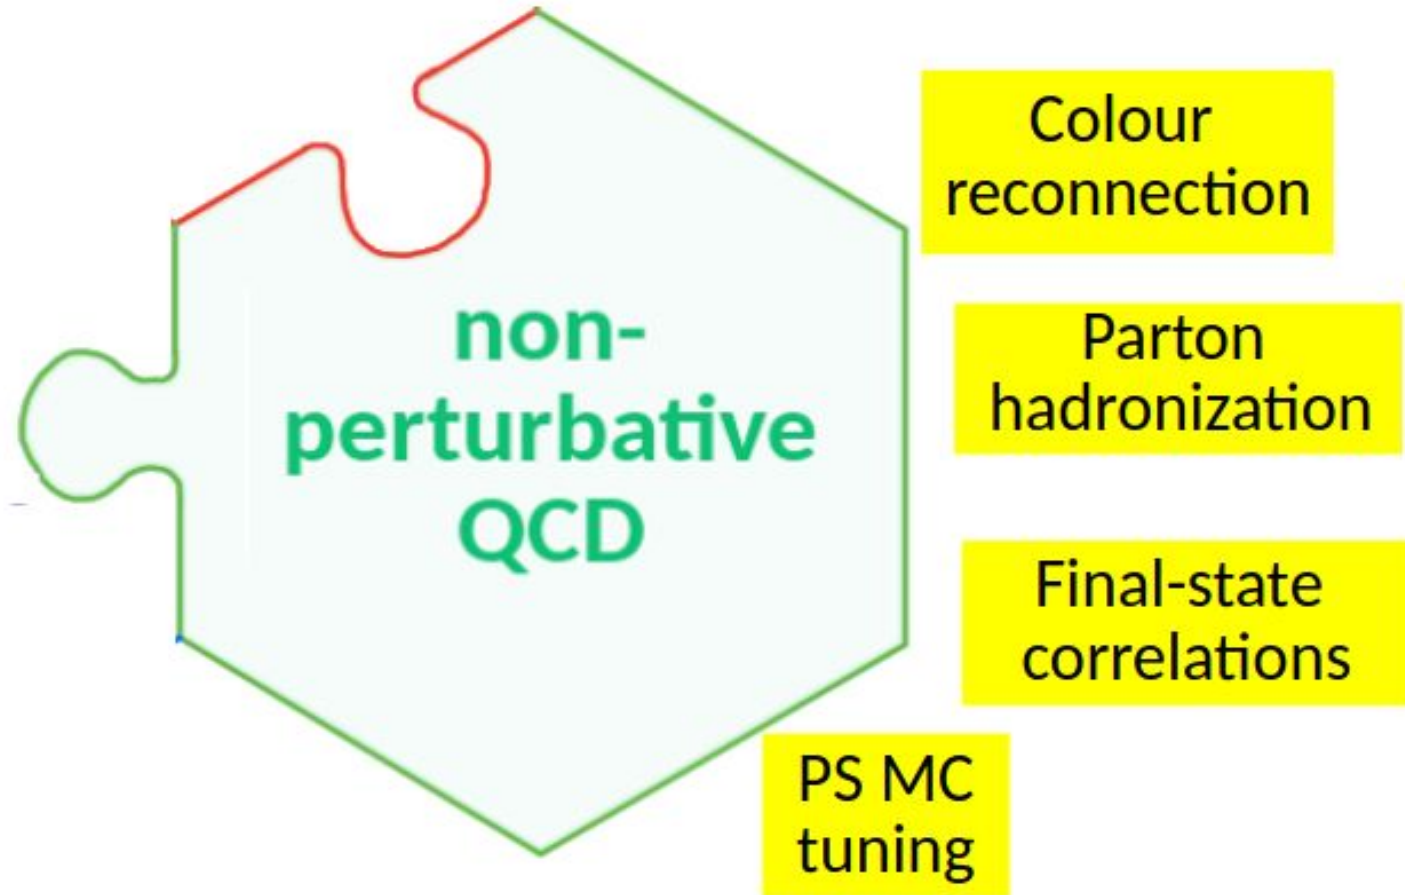 non-
perturbative
QCD
Colour
reconnection
Parton
hadronization
Final-state
correlations
PS MC
tuning